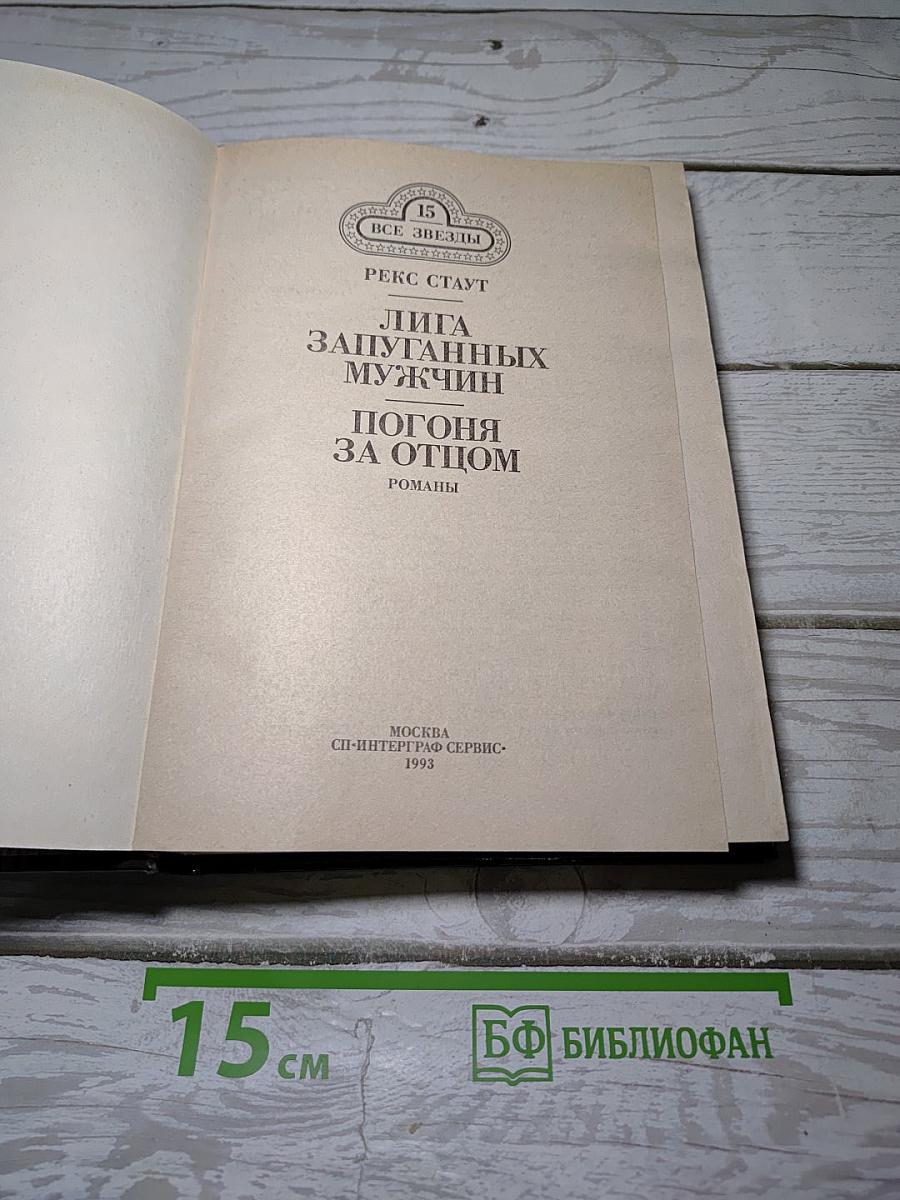 15
ВСЕ ЗВЕЗДЫ
РЕКС СТАУТ
ЛИГА
ЗАПУГАННЫХ
МУЖЧИН
ПОГОНЯ
ЗА ОТЦОМ
РОМАНЫ
МОСКВА
СП«ИНТЕРГРАФ СЕРВИС»
1993
15 см
БФ БИБЛИОФАН